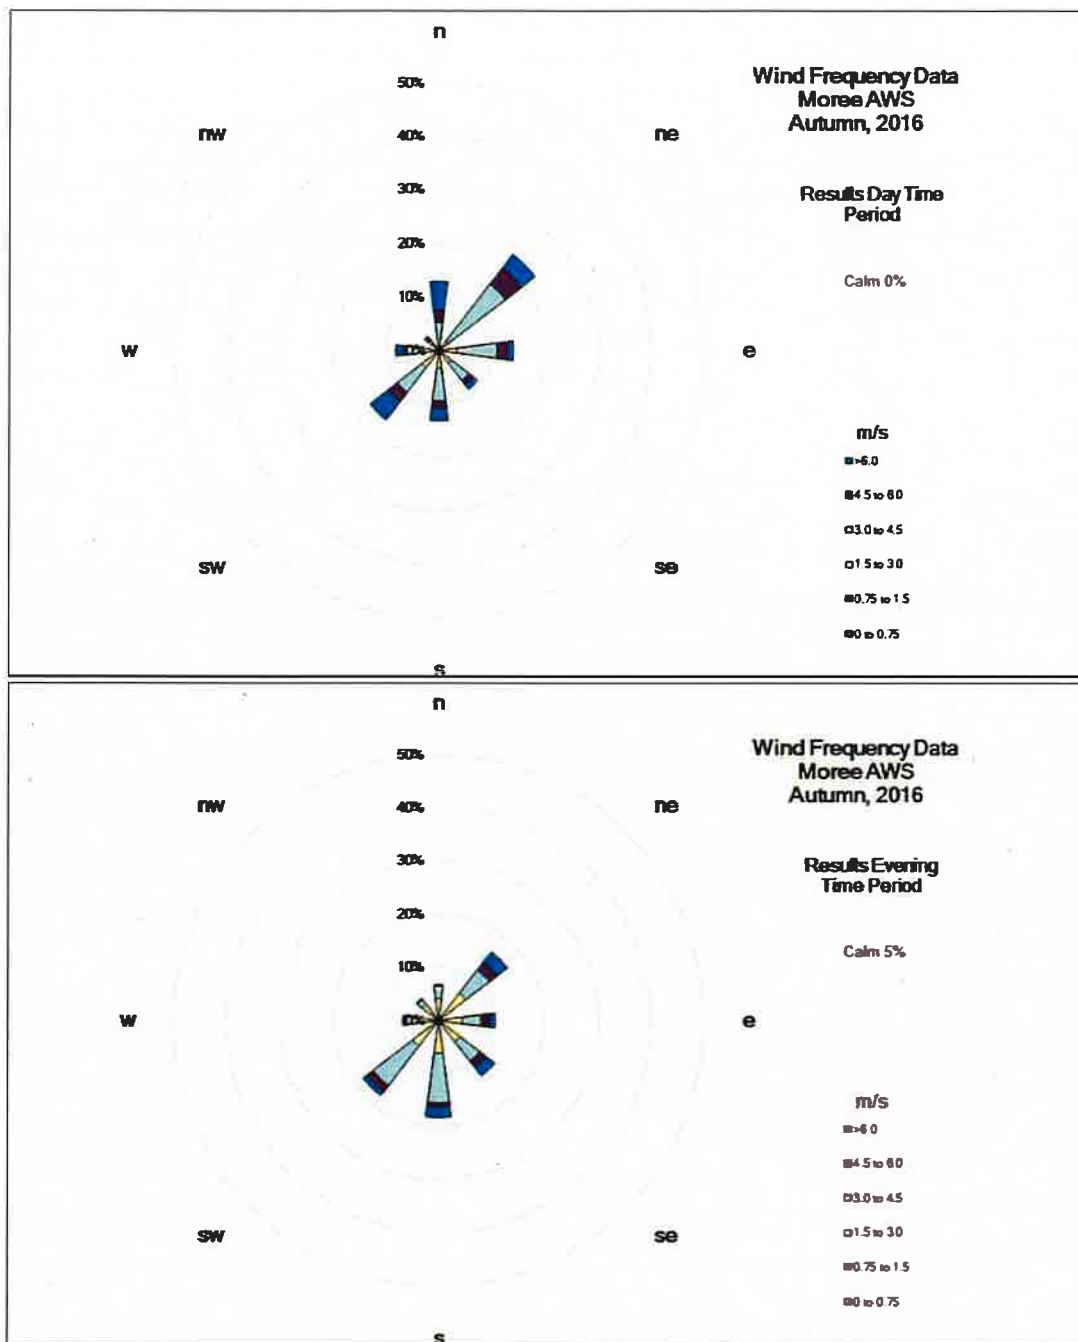 n
Wind Frequency Data
Moree AWS
Autumn, 2016
50%
nw
40%
ne
30%
Results Day Time
Period
20%
Calm 0%
10%
w
e
m/s
>6.0
4.5 to 6.0
3.0 to 4.5
sw
se
1.5 to 3.0
0.75 to 1.5
0 to 0.75
s
n
Wind Frequency Data
Moree AWS
Autumn, 2016
50%
nw
40%
ne
30%
Results Evening
Time Period
20%
Calm 5%
10%
w
e
m/s
>6.0
4.5 to 6.0
3.0 to 4.5
sw
se
1.5 to 3.0
0.75 to 1.5
0 to 0.75
s